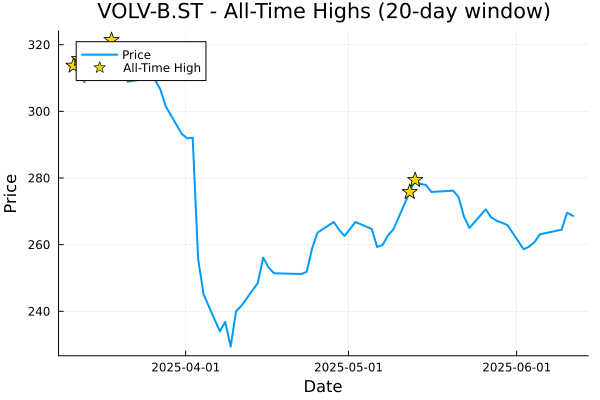 VOLV-B.ST - All-Time Highs (20-day window)
320
300
280
260
240
Price
Price
All-Time High
2025-04-01
2025-05-01
2025-06-01
Date